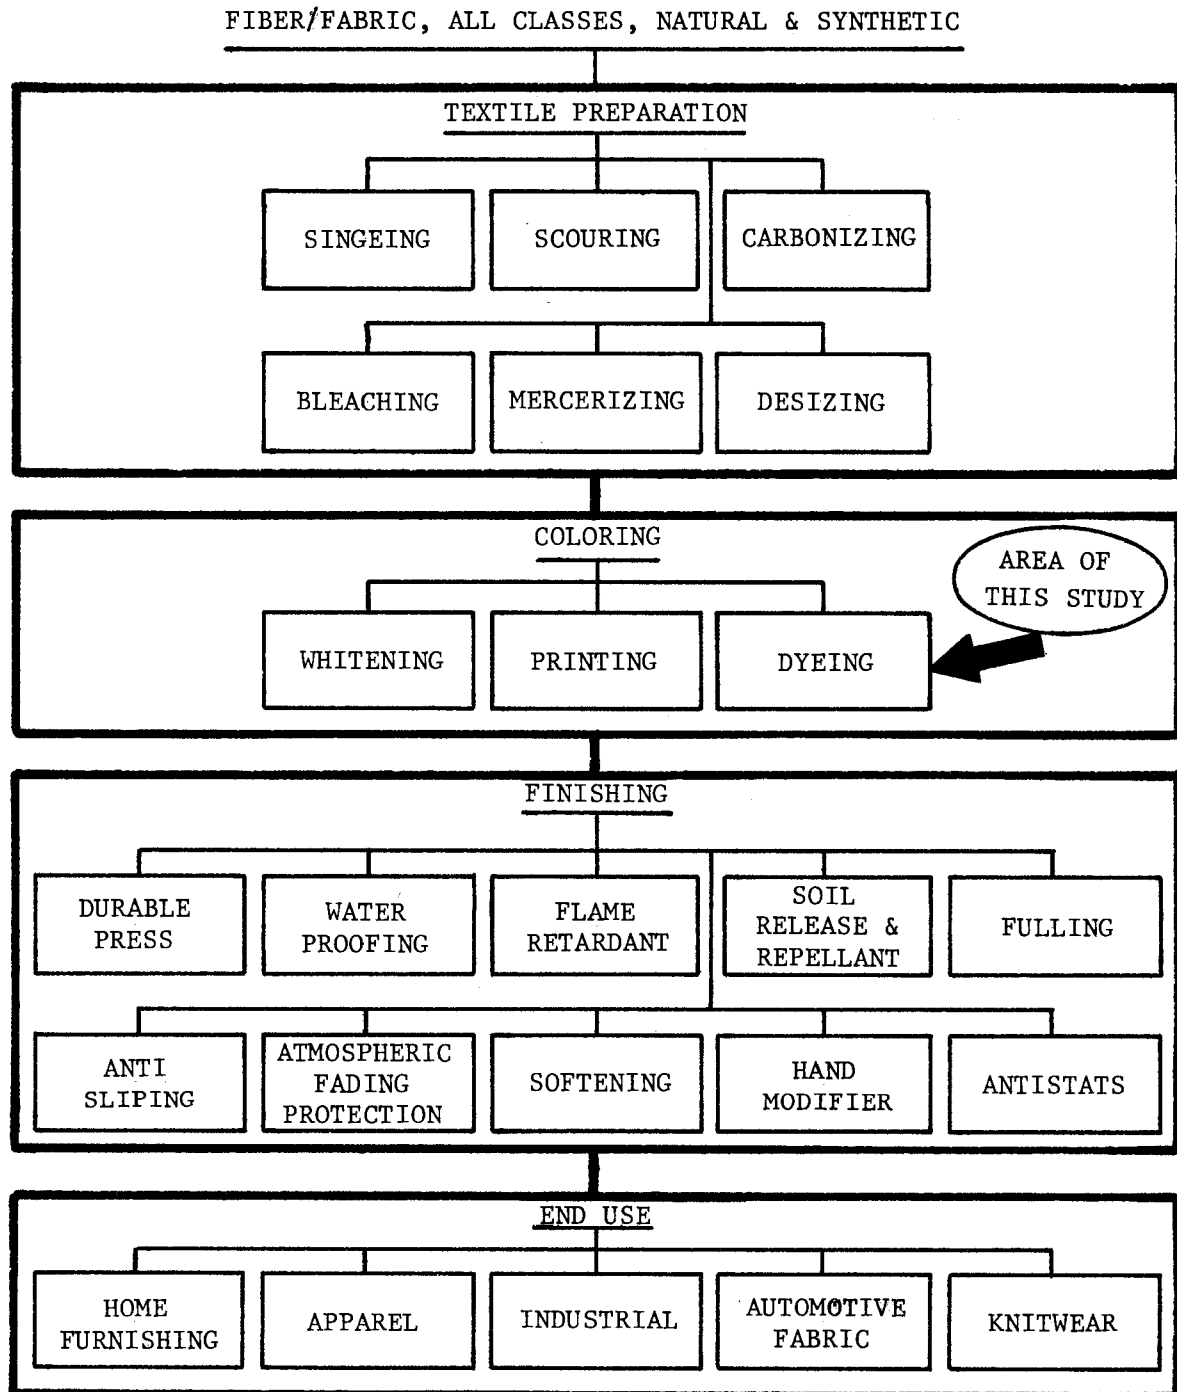 FIBER/FABRIC, ALL CLASSES, NATURAL & SYNTHETIC
TEXTILE PREPARATION
SINGEING
SCOURING
CARBONIZING
BLEACHING
MERCERIZING
DESIZING
COLORING
AREA OF
THIS STUDY
WHITENING
PRINTING
DYEING
FINISHING
DURABLE
PRESS
WATER
PROOFING
FLAME
RETARDANT
SOIL
RELEASE &
REPELLANT
FULLING
ANTI
SLIPING
ATMOSPHERIC
FADING
PROTECTION
SOFTENING
HAND
MODIFIER
ANTISTATS
END USE
HOME
FURNISHING
APPAREL
INDUSTRIAL
AUTOMOTIVE
FABRIC
KNITWEAR